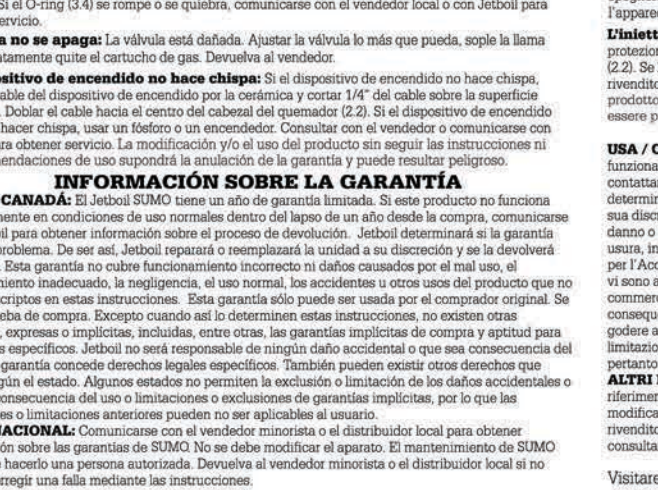 Si el O-ring (3.4) se rompe o se quiebra, comunicarse con el vendedor local o con Jetboil para
ervicio.
a no se apaga: La válvula está dañada. Ajustar la válvula lo más que pueda, sople la llama
tamente quite el cartucho de gas. Devuelva al vendedor.
sitivo de encendido no hace chispa: Si el dispositivo de encendido no hace chispa,
able del dispositivo de encendido por la cerámica y cortar 1/4" del cable sobre la superficie
Doblar el cable hacia el centro del cabezal del quemador (2.2). Si el dispositivo de encendido
hacer chispa, usar un fósforo o un encendedor. Consultar con el vendedor o comunicarse con
ra obtener servicio. La modificación y/o el uso del producto sin seguir las instrucciones ni
endaciones de uso supondrá la anulación de la garantía y puede resultar peligroso.
INFORMACIÓN SOBRE LA GARANTÍA
CANADÁ: El Jetboil SUMO tiene un año de garantía limitada. Si este producto no funciona
ente en condiciones de uso normales dentro del lapso de un año desde la compra, comunicarse
il para obtener información sobre el proceso de devolución. Jetboil determinará si la garantía
roblema. De ser así, Jetboil reparará o reemplazará la unidad a su discreción y se la devolverá
Esta garantía no cubre funcionamiento incorrecto ni daños causados por el mal uso, el
iento inadecuado, la negligencia, el uso normal, los accidentes u otros usos del producto que no
criptos en estas instrucciones. Esta garantía sólo puede ser usada por el comprador original. Se
eba de compra. Excepto cuando así lo determinen estas instrucciones, no existen otras
, expresas o implícitas, incluidas, entre otras, las garantías implícitas de compra y aptitud para
s específicos. Jetboil no será responsable de ningún daño accidental o que sea consecuencia del
garantía concede derechos legales específicos. También pueden existir otros derechos que
gún el estado. Algunos estados no permiten la exclusión o limitación de los daños accidentales o
onsecuencia del uso o limitaciones o exclusiones de garantías implícitas, por lo que las
es o limitaciones anteriores pueden no ser aplicables al usuario.
NACIONAL: Comunicarse con el vendedor minorista o el distribuidor local para obtener
ón sobre las garantías de SUMO. No se debe modificar el aparato. El mantenimiento de SUMO
hacerlo una persona autorizada. Devuelva al vendedor minorista o el distribuidor local si no
rregir una falla mediante las instrucciones.
l'appare
L'iniett
protezion
(2.2). Se
rivendito
prodotto
essere p
USA / C
funziona
contatta
determin
sua disc
danno o
usura, in
per l'Acc
vi sono a
commer
consequ
godere a
limitazio
pertanto
ALTRI
riferimen
modifica
rivendito
consulta
Visitare